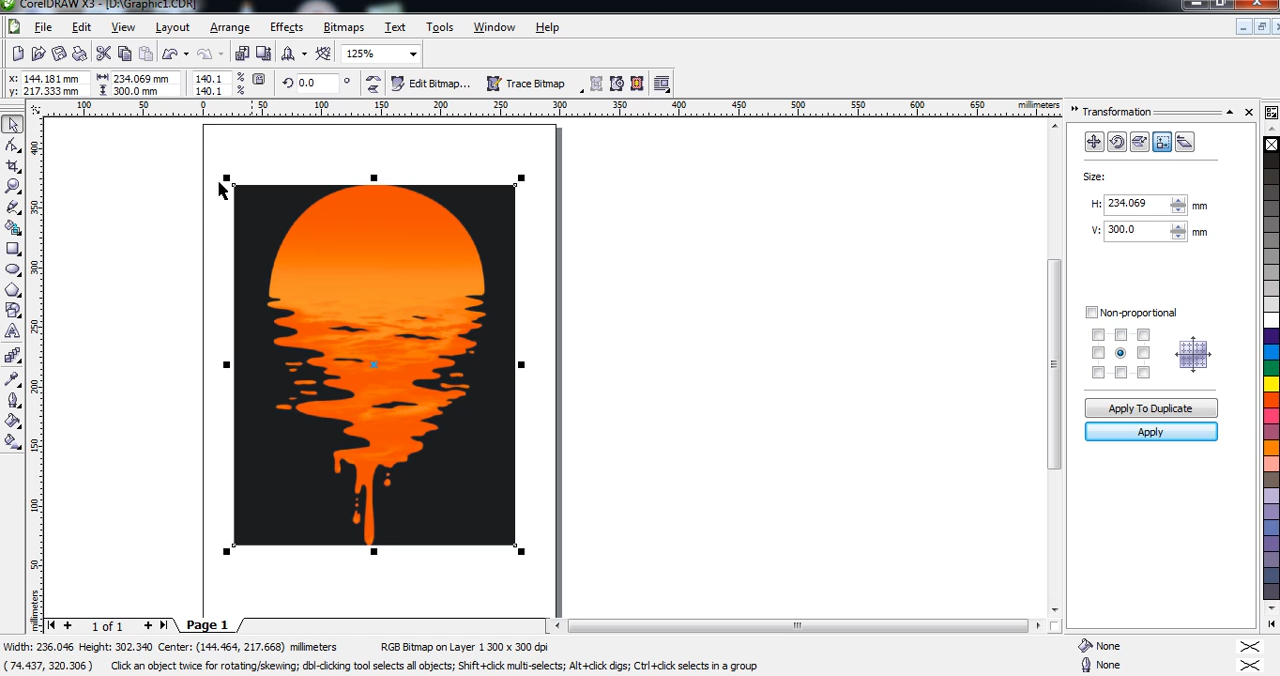 CorelDRAW X3 - [D:\Graphic1.CDR]
File Edit View Layout Arrange Effects Bitmaps Text Tools Window Help
125%
x: 144.181 mm 234.069 mm 140.1 % 0.0 ° Edit Bitmap... Trace Bitmap
y: 217.333 mm 300.0 mm 140.1 %
100 50 0 50 100 150 200 250 300 350 400 450 500 550 600 650 millimeters
Transformation
400
350
300
250
200
150
100
50
millimeters
Size:
H: 234.069 mm
V: 300.0 mm
Non-proportional
Apply To Duplicate
Apply
1 of 1 Page 1
Width: 236.046 Height: 302.340 Center: (144.464, 217.668) millimeters RGB Bitmap on Layer 1 300 x 300 dpi None
( 74.437, 320.306 ) Click an object twice for rotating/skewing; dbl-clicking tool selects all objects; Shift+click multi-selects; Alt+click digs; Ctrl+click selects in a group None